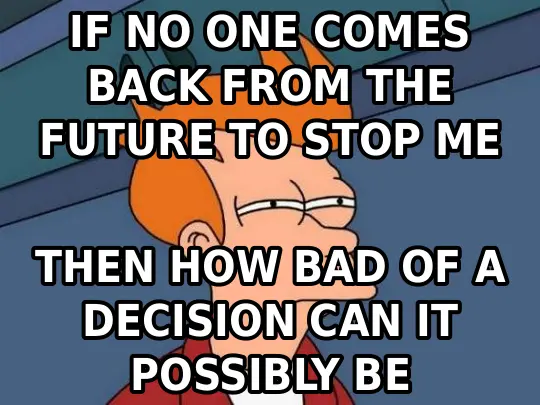 IF NO ONE COMES
BACK FROM THE
FUTURE TO STOP ME
THEN HOW BAD OF A
DECISION CAN IT
POSSIBLY BE